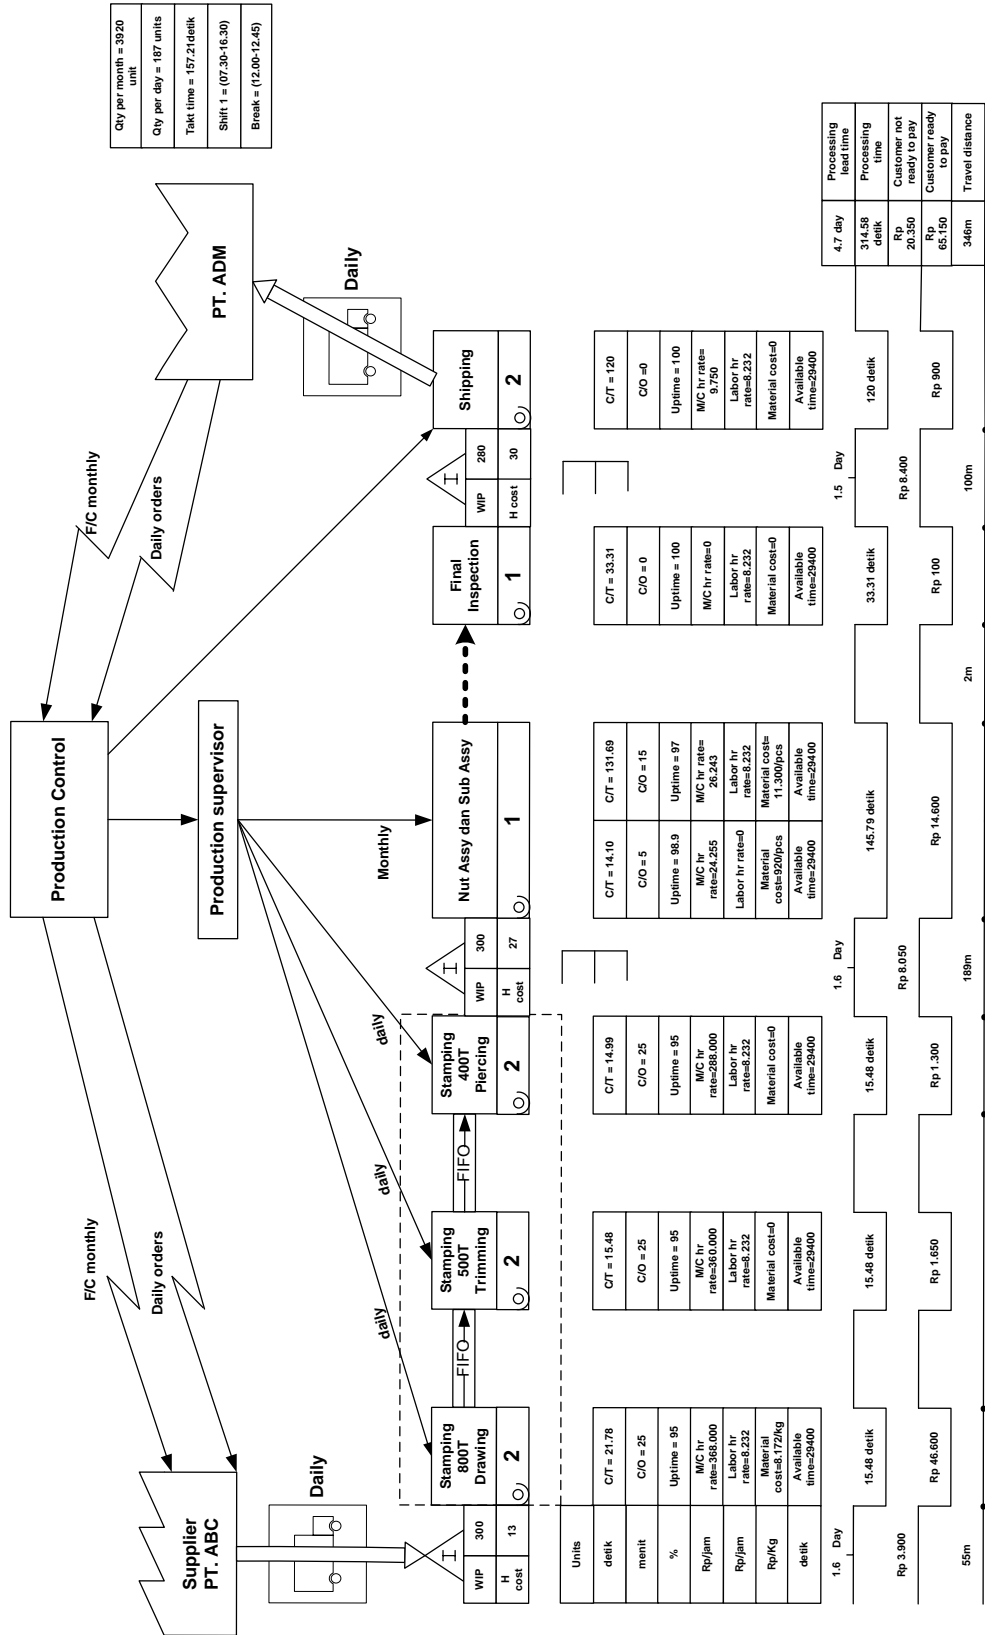 Qty per month = 3920
unit
Qty per day = 187 units
Takt time = 157.21detik
Shift 1 = (07.30-16.30)
Break = (12.00-12.45)
Production Control
Production supervisor
Supplier
PT. ABC
PT. ADM
F/C monthly
Daily orders
F/C monthly
Daily orders
Daily
Daily
daily
daily
daily
Monthly
I
WIP
300
H
cost
13
Stamping
800T
Drawing
2
FIFO
Stamping
500T
Trimming
2
FIFO
Stamping
400T
Piercing
2
I
WIP
300
H
cost
27
Nut Assy dan Sub Assy
1
Final
Inspection
1
I
WIP
280
H cost
30
Shipping
2
Units
detik
menit
%
Rp/jam
Rp/jam
Rp/Kg
detik
C/T = 21.78
C/O = 25
Uptime = 95
M/C hr
rate=368.000
Labor hr
rate=8.232
Material
cost=8.172/kg
Available
time=29400
C/T = 15.48
C/O = 25
Uptime = 95
M/C hr
rate=360.000
Labor hr
rate=8.232
Material cost=0
Available
time=29400
C/T = 14.99
C/O = 25
Uptime = 95
M/C hr
rate=288.000
Labor hr
rate=8.232
Material cost=0
Available
time=29400
C/T = 14.10
C/O = 5
Uptime = 98.9
M/C hr
rate=24.255
Labor hr rate=0
Material
cost=920/pcs
Available
time=29400
C/T = 131.69
C/O = 15
Uptime = 97
M/C hr rate=
26.243
Labor hr
rate=8.232
Material cost=
11.300/pcs
Available
time=29400
C/T = 33.31
C/O = 0
Uptime = 100
M/C hr rate=0
Labor hr
rate=8.232
Material cost=0
Available
time=29400
C/T = 120
C/O =0
Uptime = 100
M/C hr rate=
9.750
Labor hr
rate=8.232
Material cost=0
Available
time=29400
1.6 Day
15.48 detik
15.48 detik
15.48 detik
1.6 Day
145.79 detik
33.31 detik
1.5 Day
120 detik
Rp 3.900
Rp 46.600
Rp 1.650
Rp 1.300
Rp 8.050
Rp 14.600
Rp 100
Rp 8.400
Rp 900
55m
189m
2m
100m
4.7 day
Processing
lead time
314.58
detik
Processing
time
Rp
20.350
Customer not
ready to pay
Rp
65.150
Customer ready
to pay
346m
Travel distance